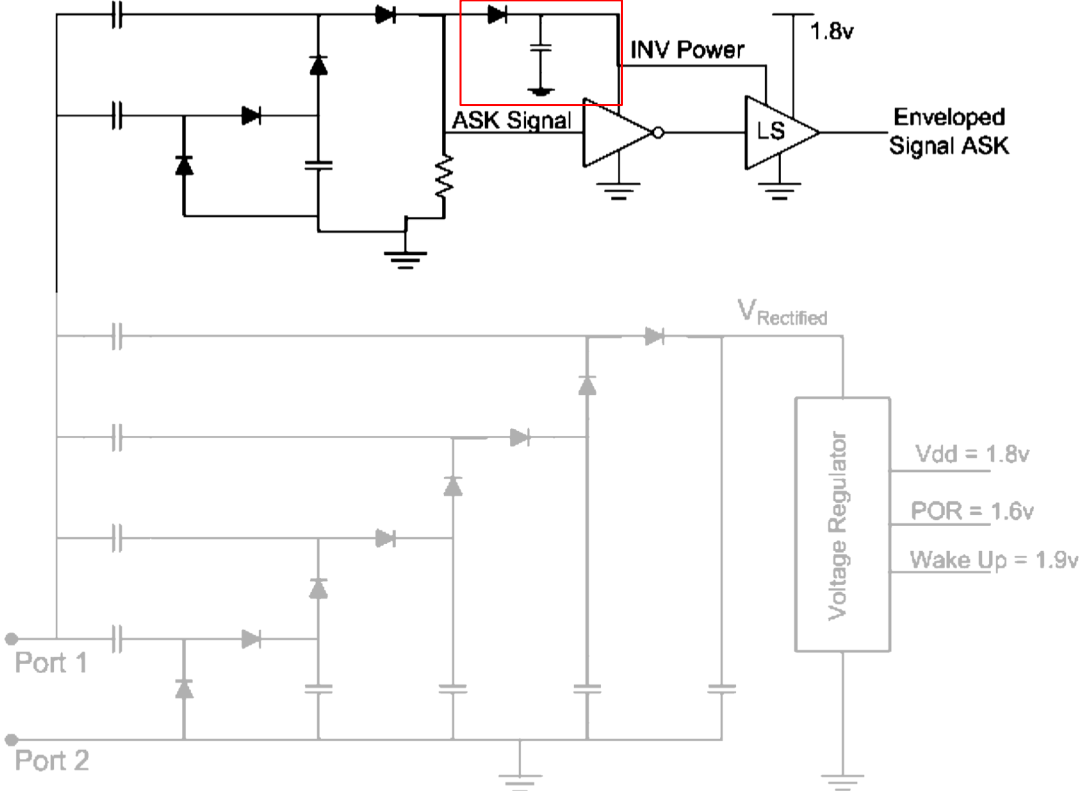 1.8v
INV Power
ASK Signal
LS
Enveloped
Signal ASK
VRectified
Voltage Regulator
Vdd = 1.8v
POR = 1.6v
Wake Up = 1.9v
Port 1
Port 2